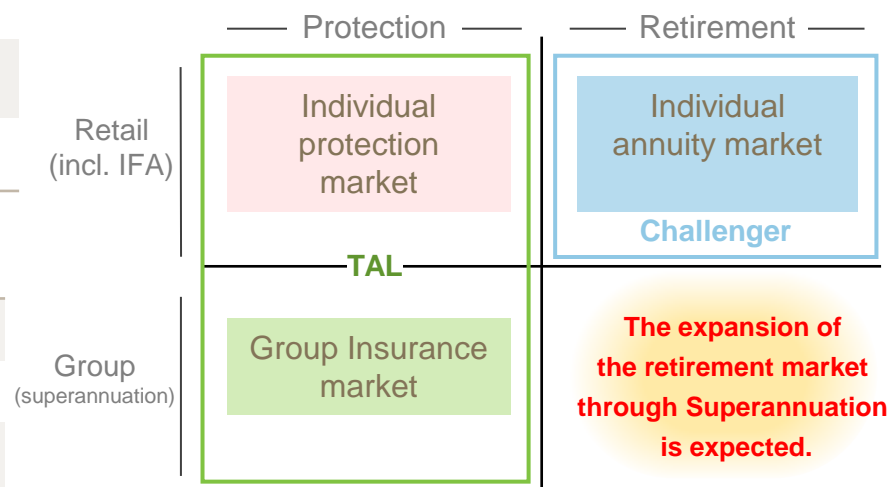 Protection
Retirement
Retail
(incl. IFA)
Individual
protection
market
Individual
annuity market
Challenger
TAL
Group
(superannuation)
Group Insurance
market
The expansion of
the retirement market
through Superannuation
is expected.